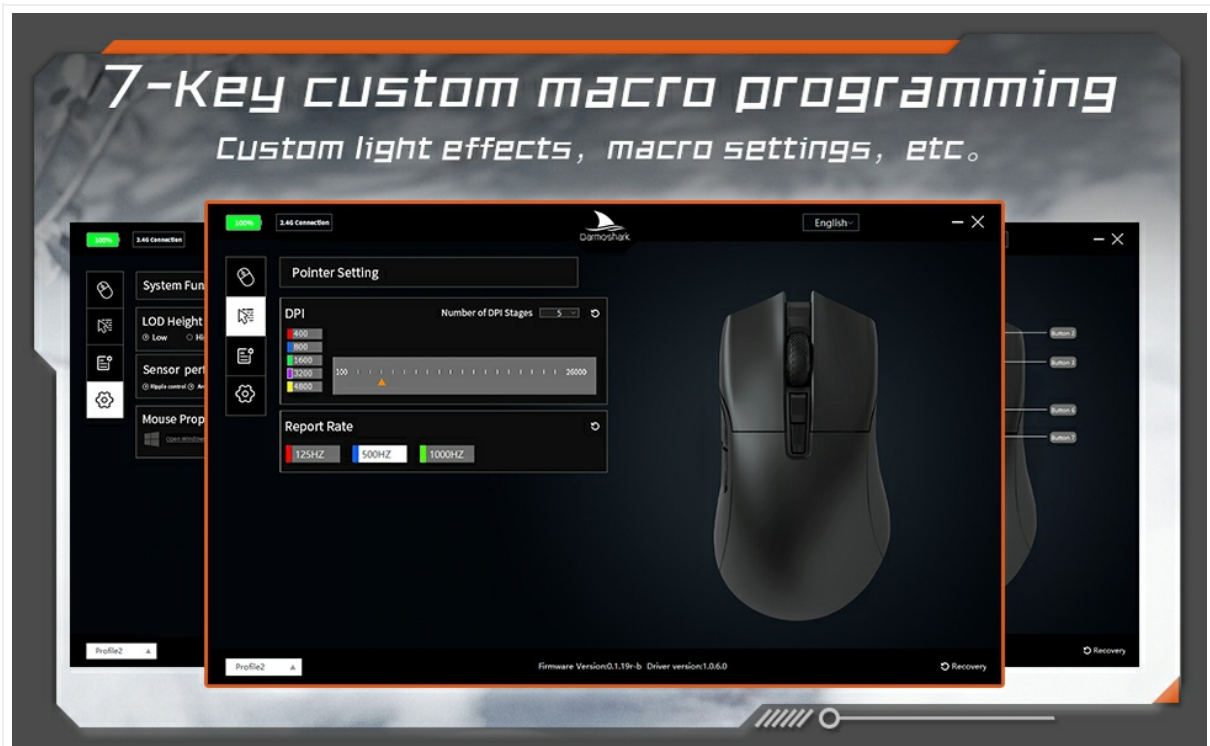 7-Key custom macro programming
Custom light effects, macro settings, etc。
100%
2.4G Connection
System Fun
LOD Height
Low
Sensor per
Ripple control
Mouse Prop
Profile2
100%
2.4G Connection
Darmoshark
English
Pointer Setting
DPI
Number of DPI Stages 5
400
800
1600
3200
4800
100 26000
Report Rate
125HZ 500HZ 1000HZ
Profile2
Firmware Version:0.1.19r-b Driver version:1.0.6.0
Recovery
Button 2
Button 3
Button 6
Button 7
Recovery